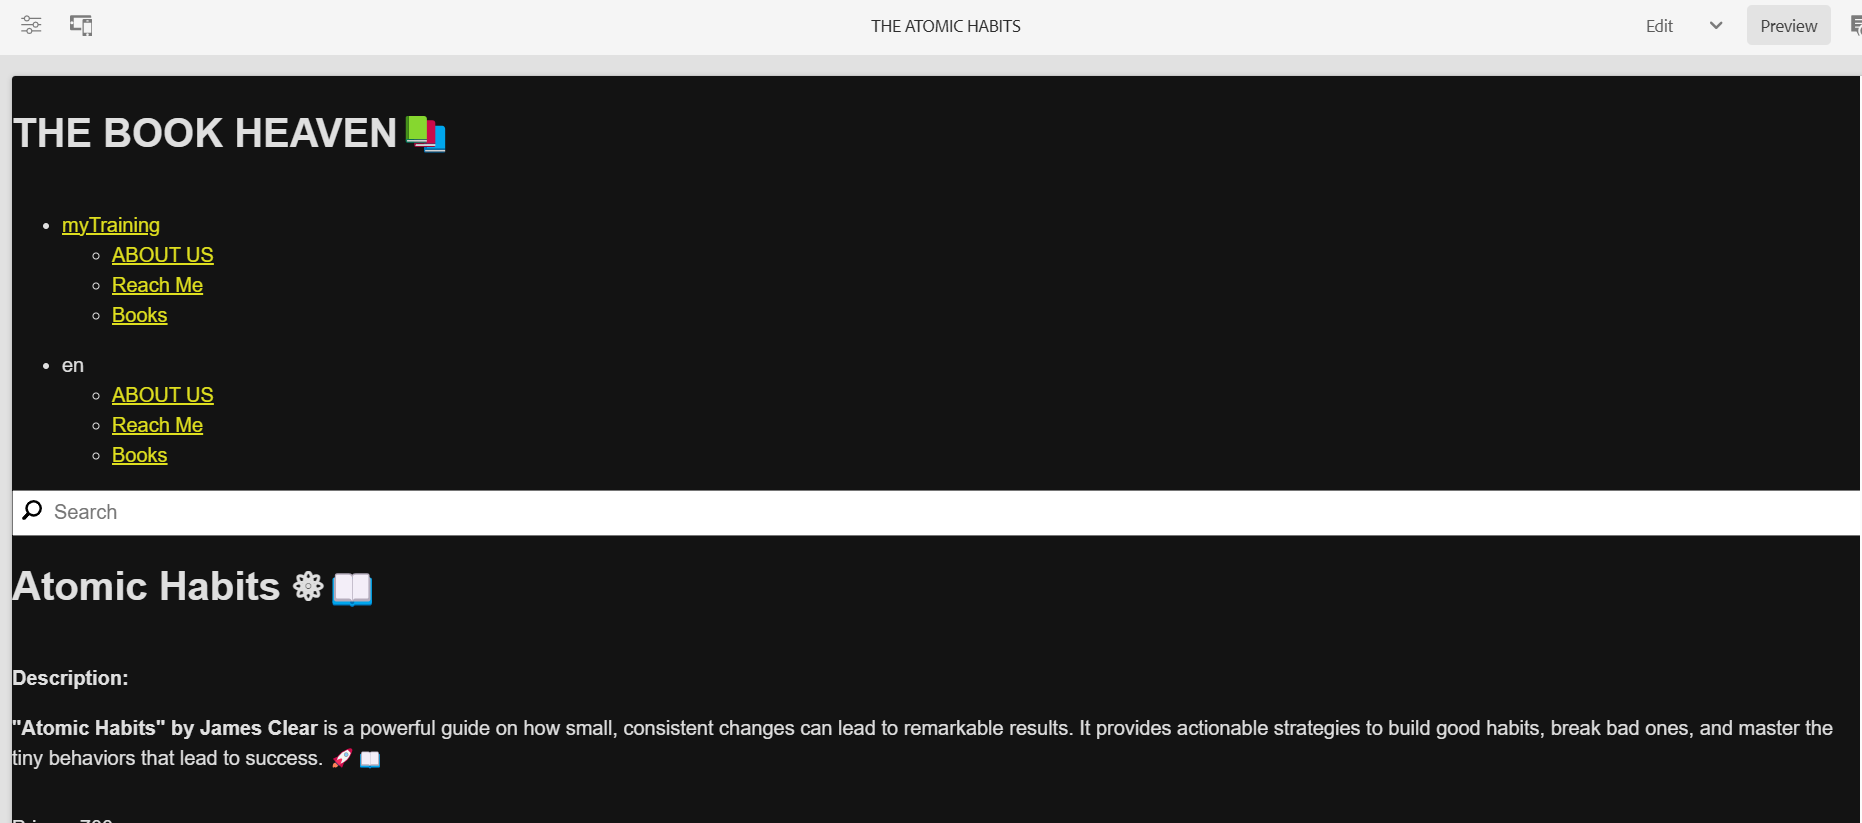 THE ATOMIC HABITS
Edit
Preview
THE BOOK HEAVEN
myTraining
ABOUT US
Reach Me
Books
en
ABOUT US
Reach Me
Books
Search
Atomic Habits
Description:
"Atomic Habits" by James Clear is a powerful guide on how small, consistent changes can lead to remarkable results. It provides actionable strategies to build good habits, break bad ones, and master the
tiny behaviors that lead to success.